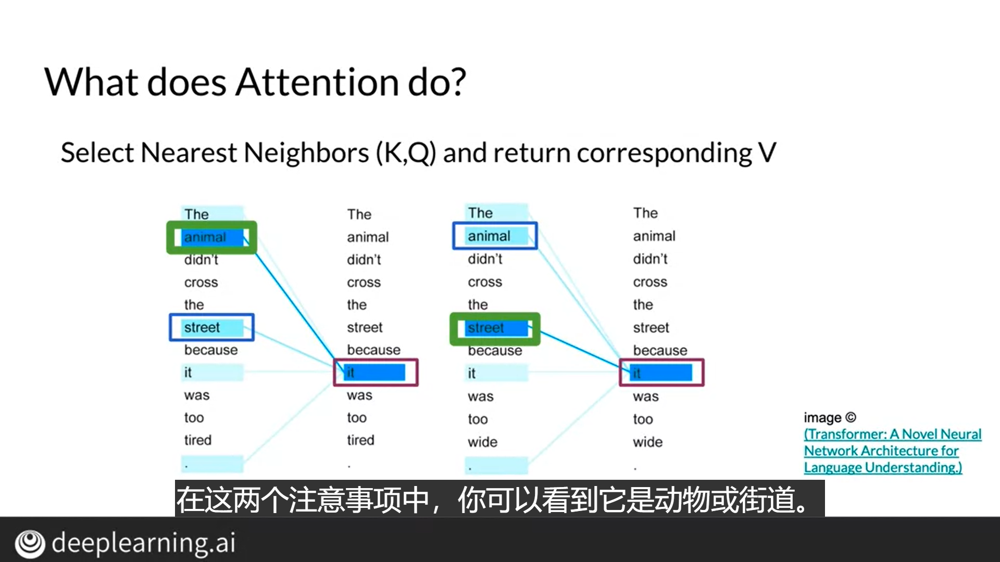 What does Attention do?
Select Nearest Neighbors (K,Q) and return corresponding V
The
animal
didn't
cross
the
street
because
it
was
too
tired
.
The
animal
didn't
cross
the
street
because
it
was
too
tired
.
The
animal
didn't
cross
the
street
because
it
was
too
wide
.
The
animal
didn't
cross
the
street
because
it
was
too
wide
.
image ©
(Transformer: A Novel Neural
Network Architecture for
Language Understanding.)
在这两个注意事项中，你可以看到它是动物或街道。
deeplearning.ai